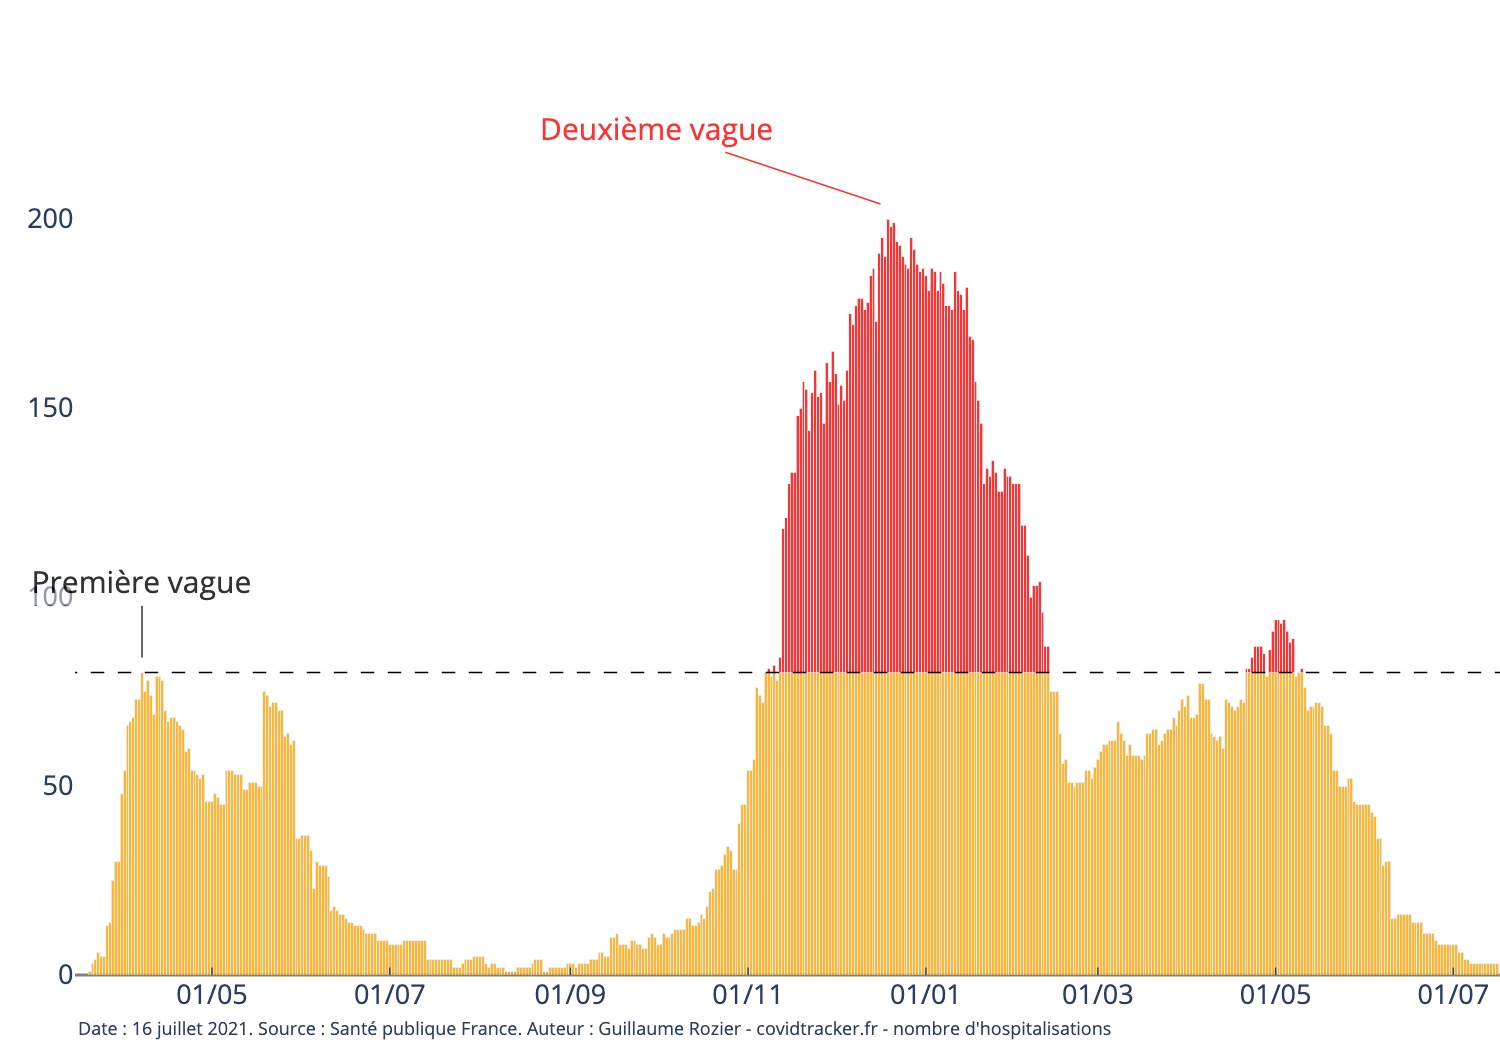 Deuxième vague
200
150
Première vague
100
50
0
01/05 01/07 01/09 01/11 01/01 01/03 01/05 01/07
Date : 16 juillet 2021. Source : Santé publique France. Auteur : Guillaume Rozier - covidtracker.fr - nombre d'hospitalisations